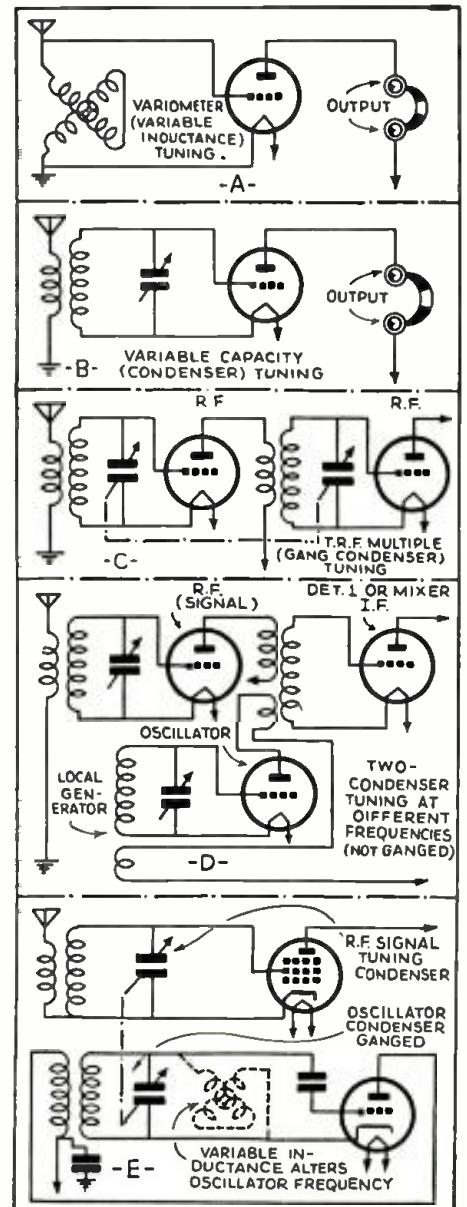 VARIOMETER
(VARIABLE
INDUCTANCE)
TUNING.
OUTPUT
-A-
OUTPUT
-B-
VARIABLE CAPACITY
(CONDENSER) TUNING
R.F.
R.F.
T.R.F. MULTIPLE
(GANG CONDENSER)
TUNING
-C-
R.F.
(SIGNAL)
DET. 1 OR MIXER
I.F.
OSCILLATOR
LOCAL
GEN-
ERATOR
TWO-
CONDENSER
TUNING AT
DIFFERENT
FREQUENCIES
(NOT GANGED)
-D-
R.F. SIGNAL
TUNING
CONDENSER
OSCILLATOR
CONDENSER
GANGED
VARIABLE IN-
DUCTANCE ALTERS
OSCILLATOR FREQUENCY
-E-